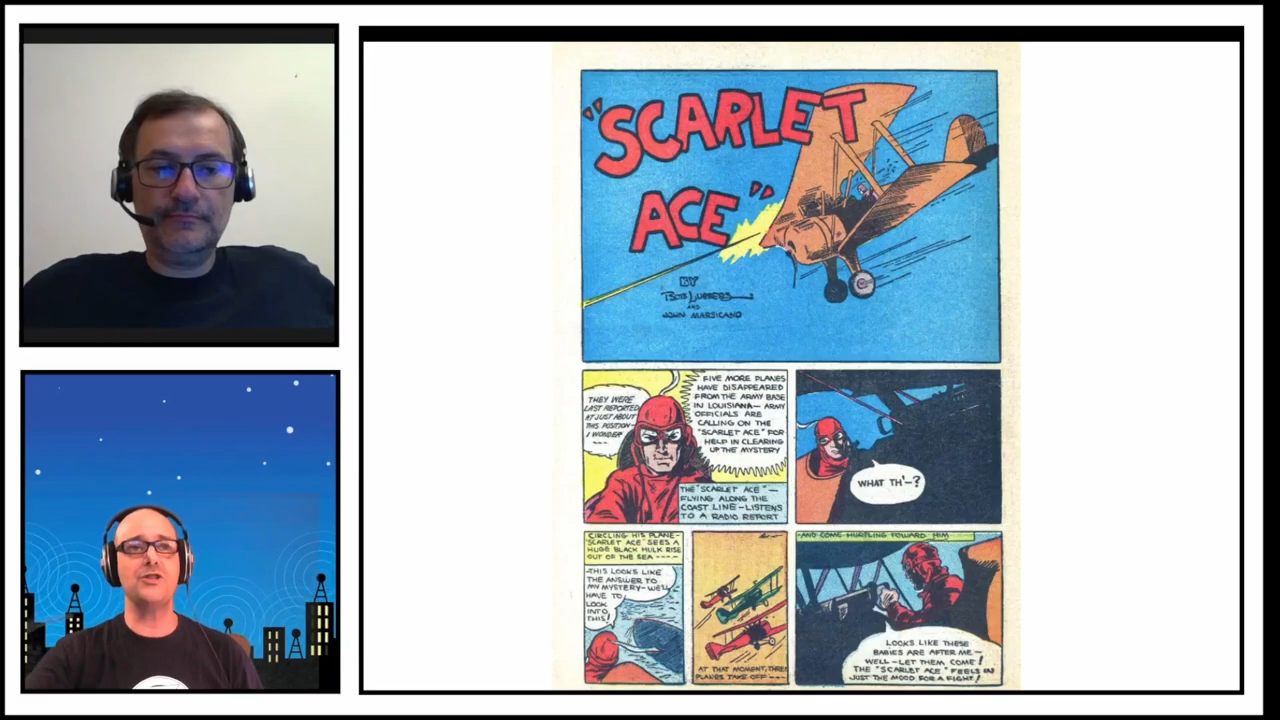 "SCARLET
ACE"
BY
BOB LUBBERS
AND
JOHN MARSICANO
THEY WERE
LAST REPORTED
AT JUST ABOUT
THIS POSITION-
I WONDER
---
FIVE MORE PLANES
HAVE DISAPPEARED
FROM THE ARMY BASE
IN LOUISIANA— ARMY
OFFICIALS ARE
CALLING ON THE
"SCARLET ACE" FOR
HELP IN CLEARING
UP THE MYSTERY
THE "SCARLET ACE"—
FLYING ALONG THE
COAST LINE—LISTENS
TO A RADIO REPORT
WHAT TH'—?
CIRCLING HIS PLANE-
"SCARLET ACE" SEES A
HUGE BLACK HULK RISE
OUT OF THE SEA ----
-THIS LOOKS LIKE
THE ANSWER TO
MY MYSTERY-WE'LL
HAVE TO
LOOK
INTO
THIS!
AT THAT MOMENT, THREE
PLANES TAKE OFF---
-AND COME HURTLING TOWARD HIM
LOOKS LIKE THESE
BABIES ARE AFTER ME—
WELL-LET THEM COME!
THE "SCARLET ACE" FEELS IN
JUST THE MOOD FOR A FIGHT!